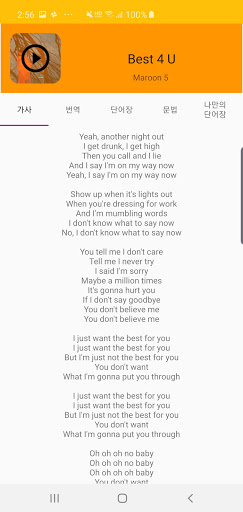 2:56
100%
Best 4 U
Maroon 5
가사 번역 단어장 문법 나만의
단어장
Yeah, another night out
I get drunk, I get high
Then you call and I lie
And I say I'm on my way now
Yeah, I say I'm on my way now
Show up when it's lights out
When you're dressing for work
And I'm mumbling words
I don't know what to say now
No, I don't know what to say now
You tell me I don't care
Tell me I never try
I said I'm sorry
Maybe a million times
It's gonna hurt you
If I don't say goodbye
You don't believe me
You don't believe me
I just want the best for you
I just want the best for you
But I'm just not the best for you
You don't want
What I'm gonna put you through
I just want the best for you
I just want the best for you
But I'm just not the best for you
You don't want
What I'm gonna put you through
Oh oh oh no baby
Oh oh oh no baby
Oh oh oh no baby
You don't want